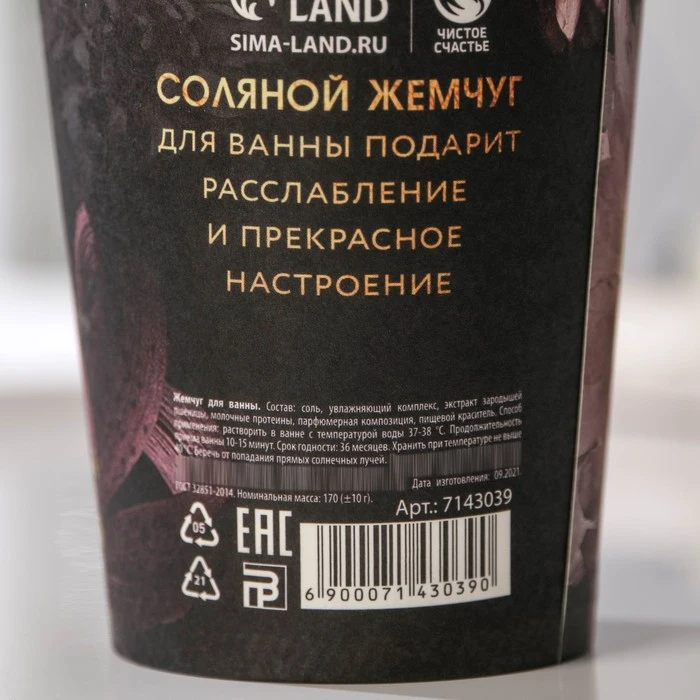 LAND
SIMA-LAND.RU
ЧИСТОЕ
СЧАСТЬЕ
СОЛЯНОЙ ЖЕМЧУГ
ДЛЯ ВАННЫ ПОДАРИТ
РАССЛАБЛЕНИЕ
И ПРЕКРАСНОЕ
НАСТРОЕНИЕ
Жемчуг для ванны. Состав: соль, увлажняющий комплекс, экстракт зародышей
пшеницы, молочные протеины, парфюмерная композиция, пищевой краситель. Способ
применения: растворить в ванне с температурой воды 37-38 °C. Продолжительность
приема ванны 10-15 минут. Срок годности: 36 месяцев. Хранить при температуре не выше
°C. Беречь от попадания прямых солнечных лучей.
Дата изготовления: 09.2021.
ГОСТ 32851-2014. Номинальная масса: 170 (±10 г).
Арт.: 7143039
05
EAC
21
6 900071 430390